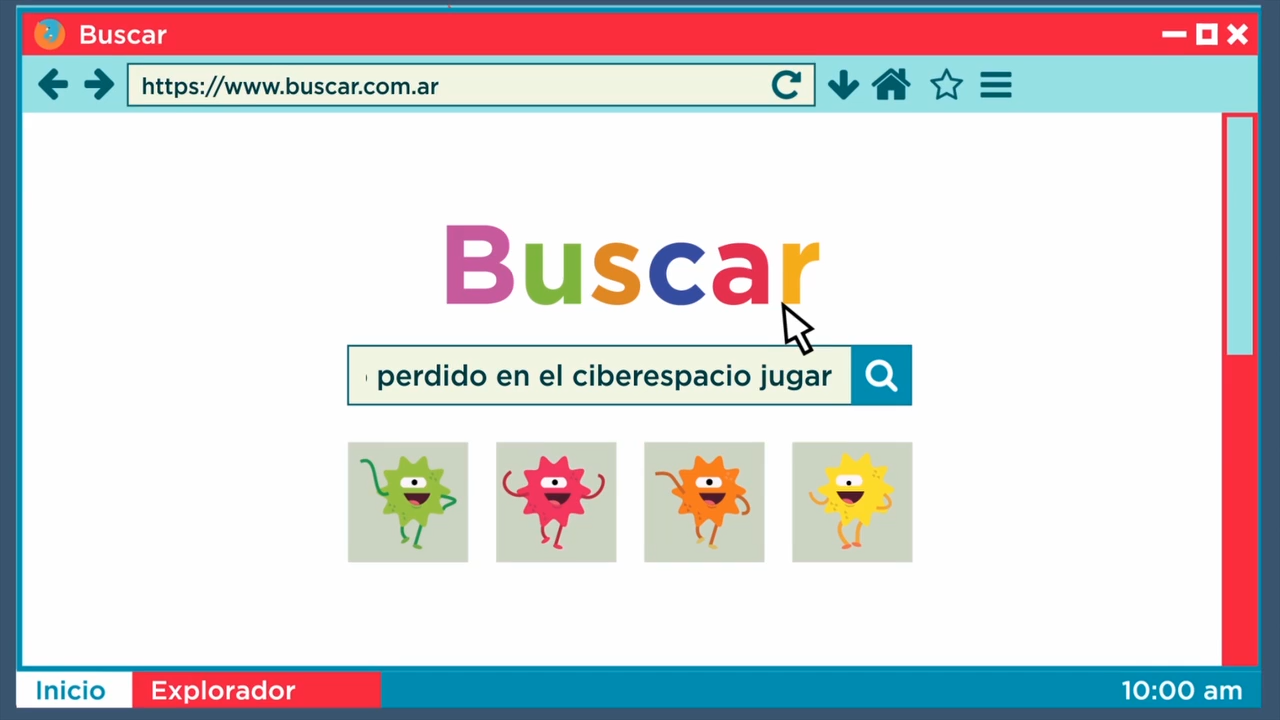 Buscar
https://www.buscar.com.ar
Buscar
perdido en el ciberespacio jugar
Inicio
Explorador
10:00 am